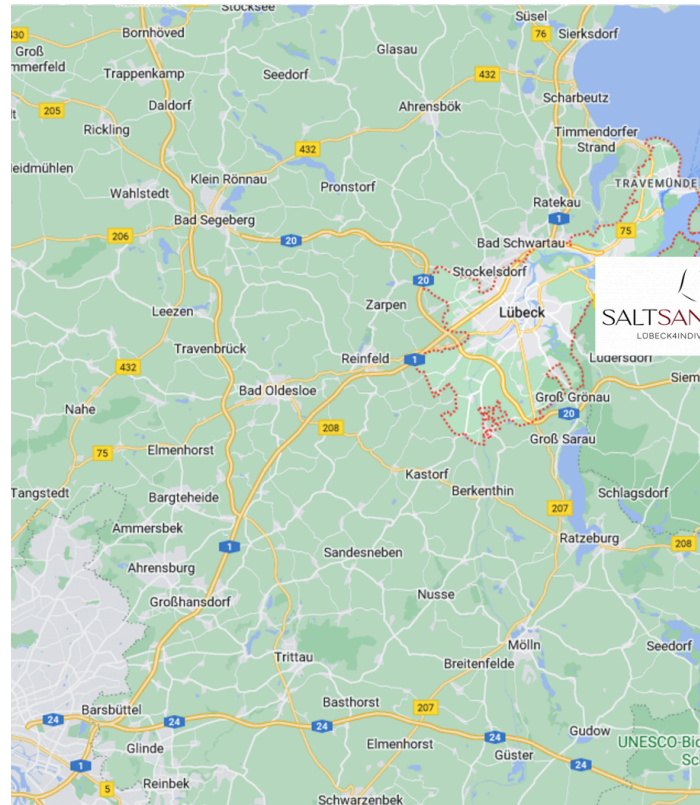 Stocksee
Süsel
Bornhöved
76
Sierksdorf
Groß
Glasau
Trappenkamp
Seedorf
432
205
Daldorf
Ahrensbök
Scharbeutz
Rickling
Timmendorfer
Strand
432
Klein Rönnau
Pronstorf
TRAVEMÜNDE
Wahlstedt
Ratekau
Bad Segeberg
1
75
206
20
Bad Schwartau
Stockelsdorf
20
Zarpen
Leezen
Lübeck
SALTSAN
LÜBECK4INDIV
Travenbrück
Reinfeld
1
Lüdersdorf
432
Siem
Bad Oldesloe
Groß Grönau
Nahe
20
208
Groß Sarau
75
Elmenhorst
Kastorf
Tangstedt
Bargteheide
Berkenthin
Schlagsdorf
207
Ammersbek
Ratzeburg
1
208
Sandesneben
Ahrensburg
Nusse
Großhansdorf
Mölln
Seedorf
Trittau
Breitenfelde
Basthorst
207
Barsbüttel
24
24
24
Gudow
24
Glinde
Elmenhorst
UNESCO-Bio
Güster
Sc
1
24
Reinbek
5
Schwarzenbek